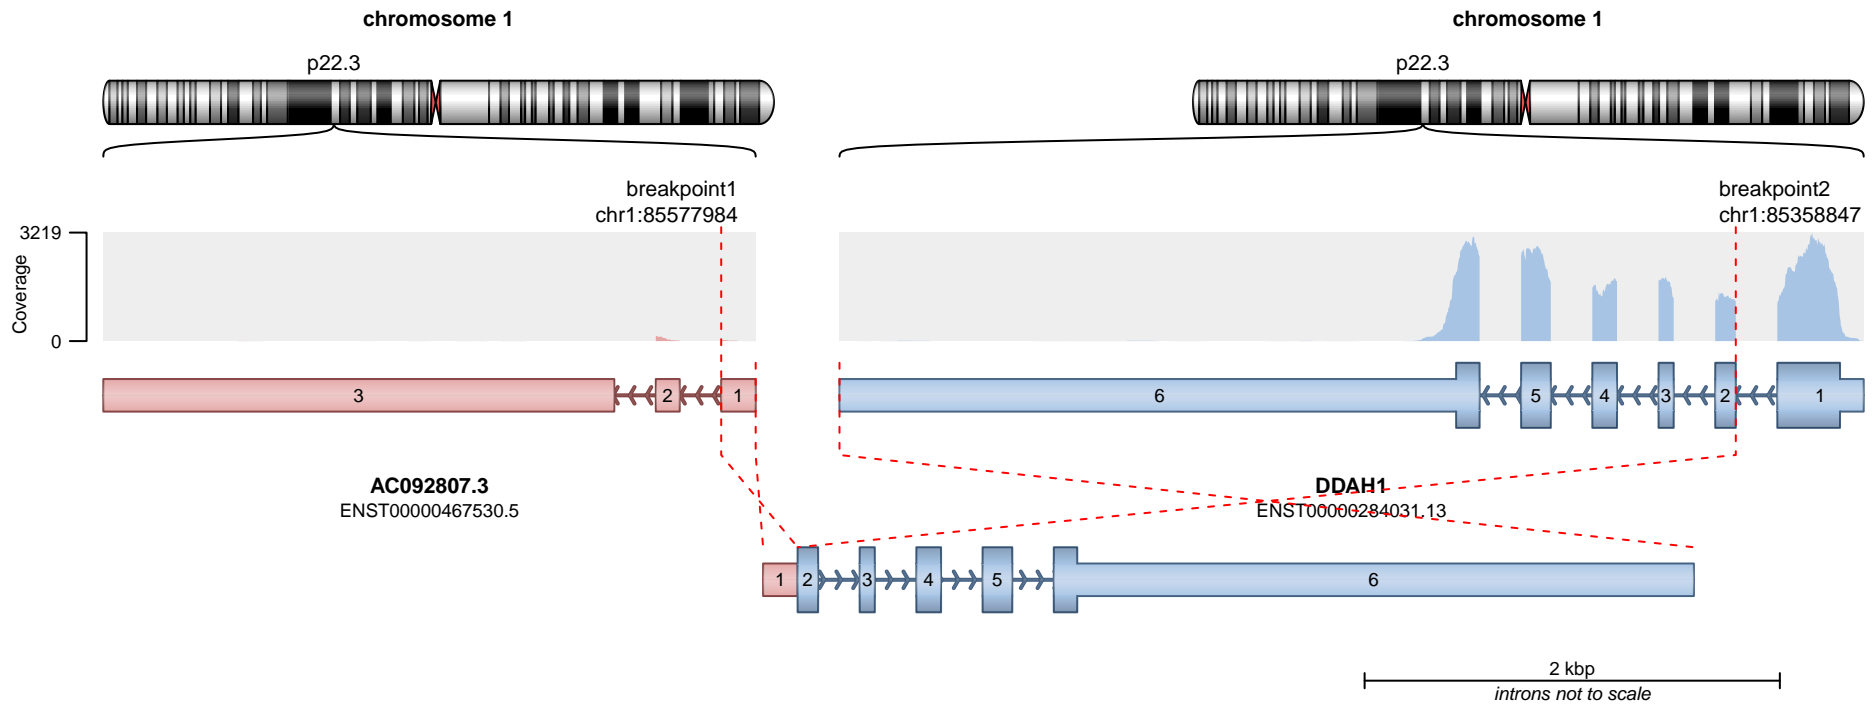 chromosome 1
chromosome 1
p22.3
p22.3
breakpoint1
chr1:85577984
breakpoint2
chr1:85358847
3219
Coverage
0
3
2
1
6
5
4
3
2
1
AC092807.3
ENST00000467530.5
DDAH1
ENST00000284031.13
1
2
3
4
5
6
2 kbp
introns not to scale